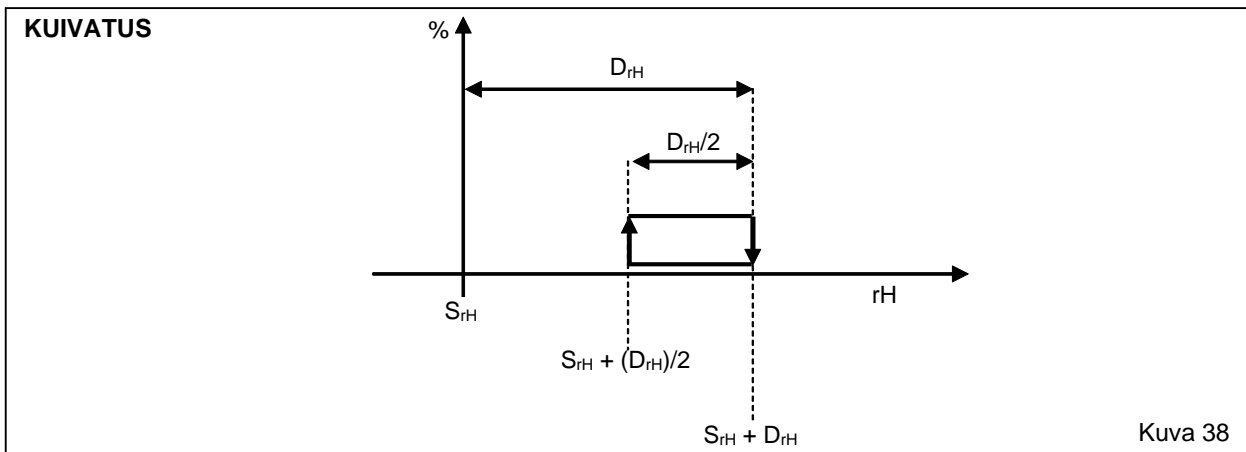 KUIVATUS
%
DrH
DrH/2
rH
SrH
SrH + (DrH)/2
SrH + DrH
Kuva 38